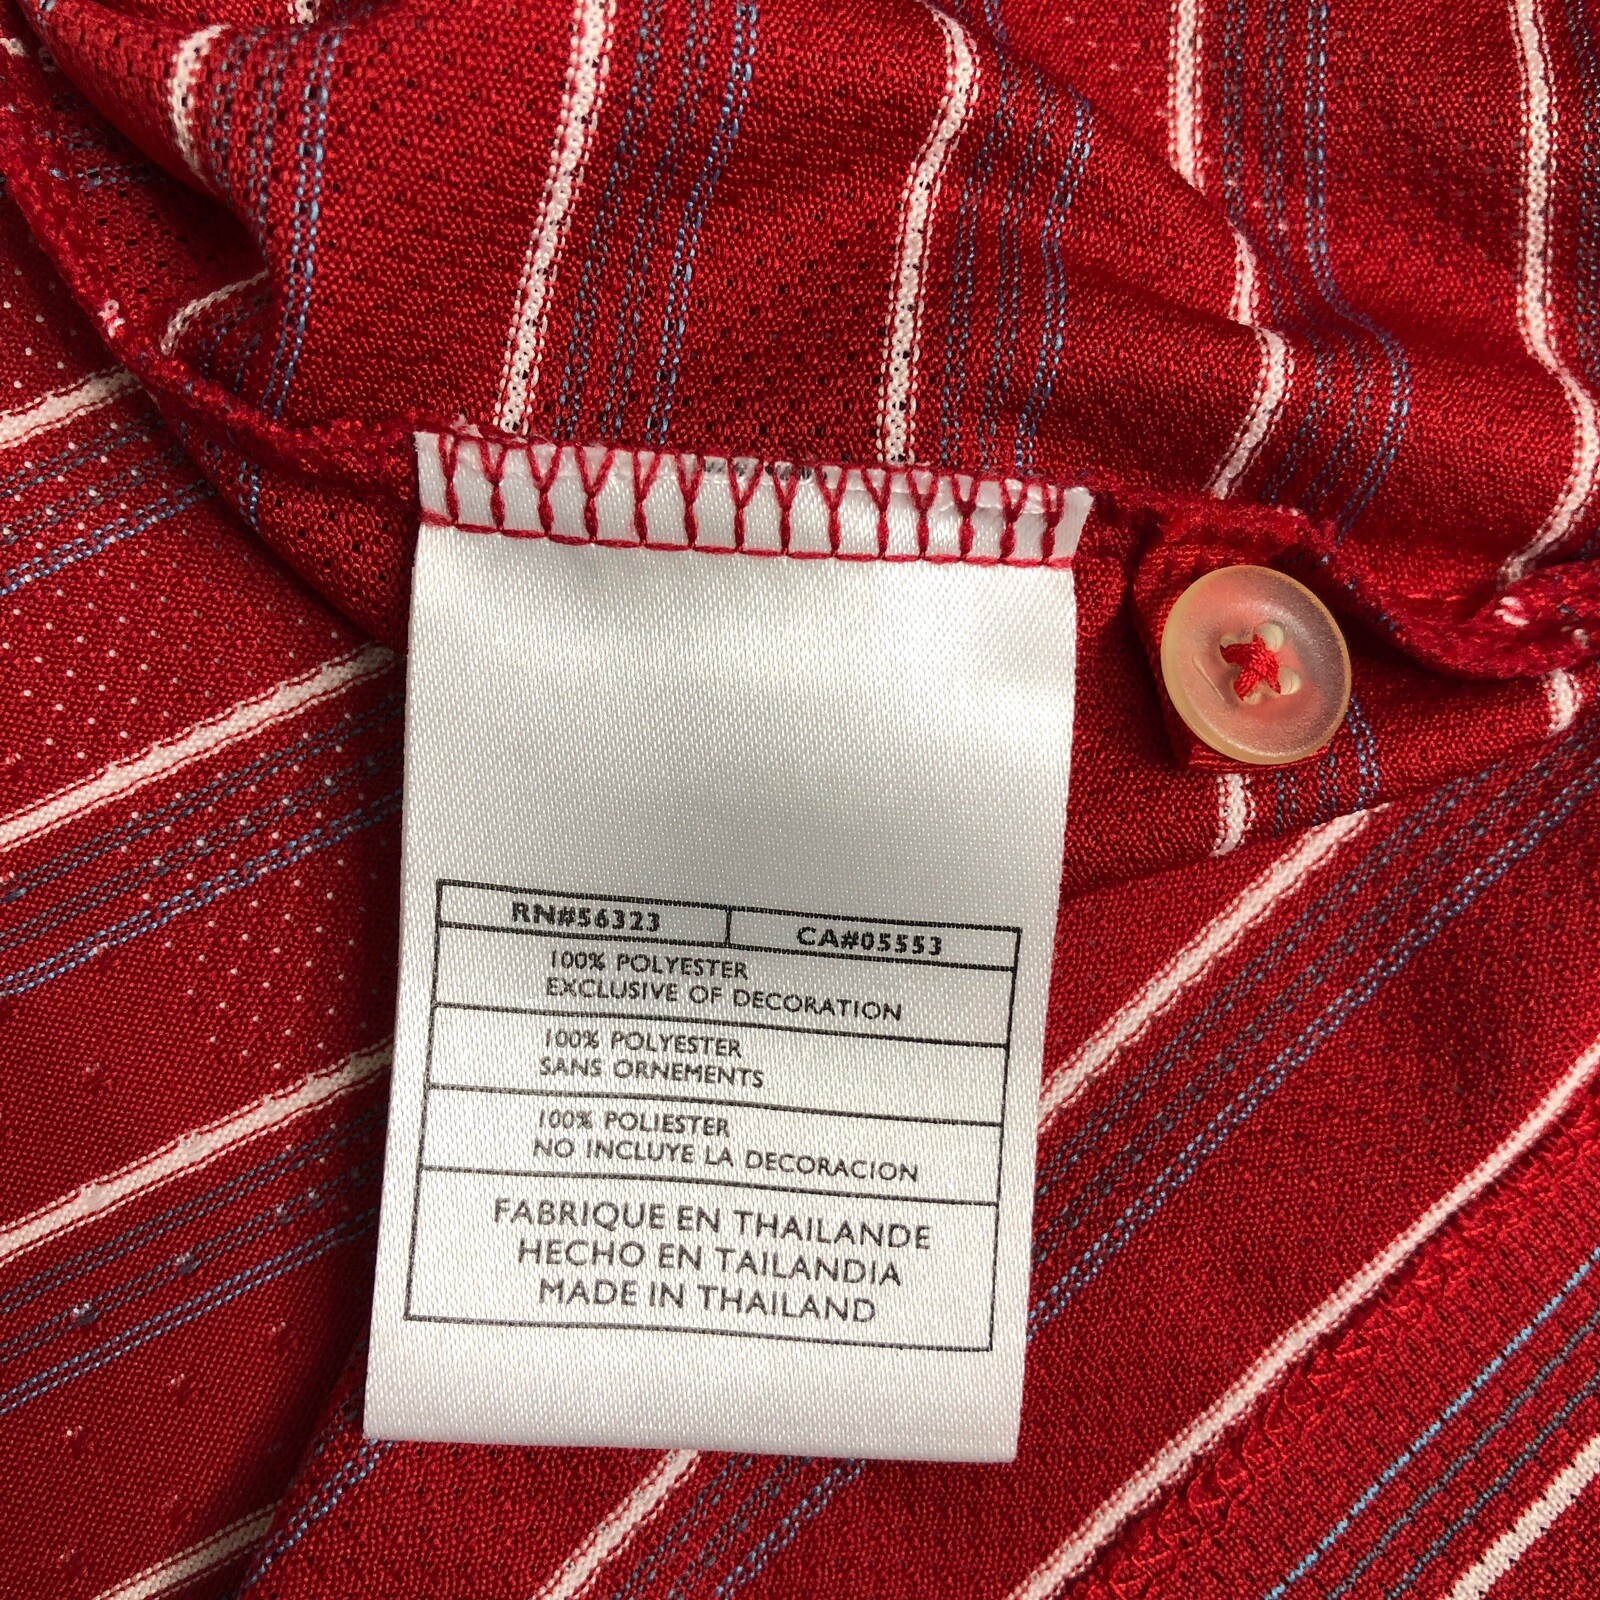 RN#56323 CA#05553
100% POLYESTER
EXCLUSIVE OF DECORATION
100% POLYESTER
SANS ORNEMENTS
100% POLIESTER
NO INCLUYE LA DECORACION
FABRIQUE EN THAILANDE
HECHO EN TAILANDIA
MADE IN THAILAND